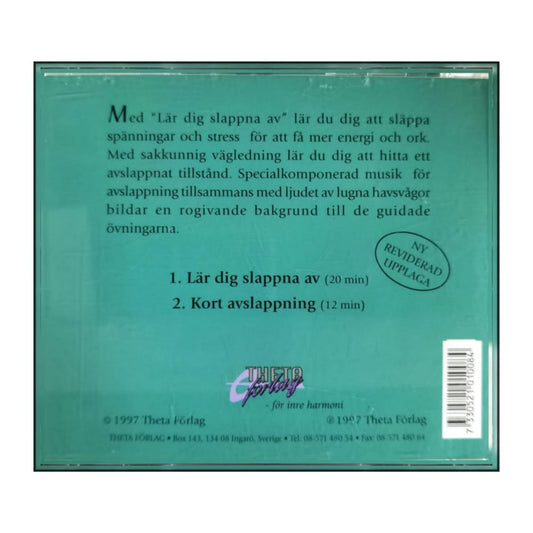 Med "Lär dig slappna av" lär du dig att släppa
spänningar och stress för att få mer energi och ork.
Med sakkunnig vägledning lär du dig att hitta ett
avslappnat tillstånd. Specialkomponerad musik för
avslappning tillsammans med ljudet av lugna havsvågor
bildar en rogivande bakgrund till de guidade
övningarna.
NY
REVIDERAD
UPPLAGA
1. Lär dig slappna av (20 min)
2. Kort avslappning (12 min)
THETA
Förlag
- för inre harmoni
© 1997 Theta Förlag
℗ 1997 Theta Förlag
THETA FÖRLAG • Box 143, 134 08 Ingarö, Sverige • Tel: 08-571 480 54 • Fax: 08-571 480 84
7 330521 010084